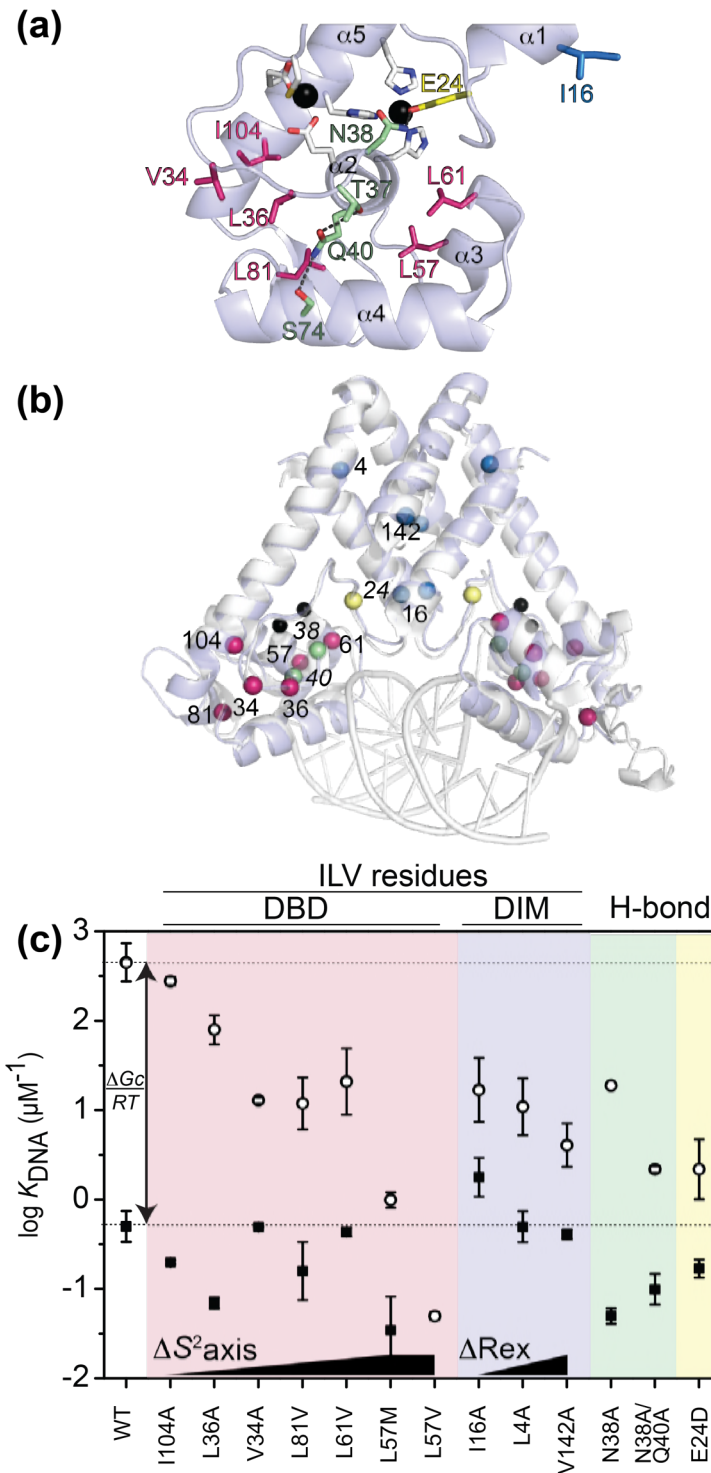 (a)
α5
α1
E24
I16
I104
N38
V34
α2
T37
L61
L36
Q40
L81
L57
α3
S74
α4
(b)
4
142
24
16
104
38
61
57
40
81
34
36
ILV residues
DBD DIM H-bond
(c)
3
2
1
0
-1
-2
log KDNA (µM⁻¹)
ΔGc
RT
ΔS²axis
ΔRex
WT
I104A
L36A
V34A
L81V
L61V
L57M
L57V
I16A
L4A
V142A
N38A
N38A/
Q40A
E24D